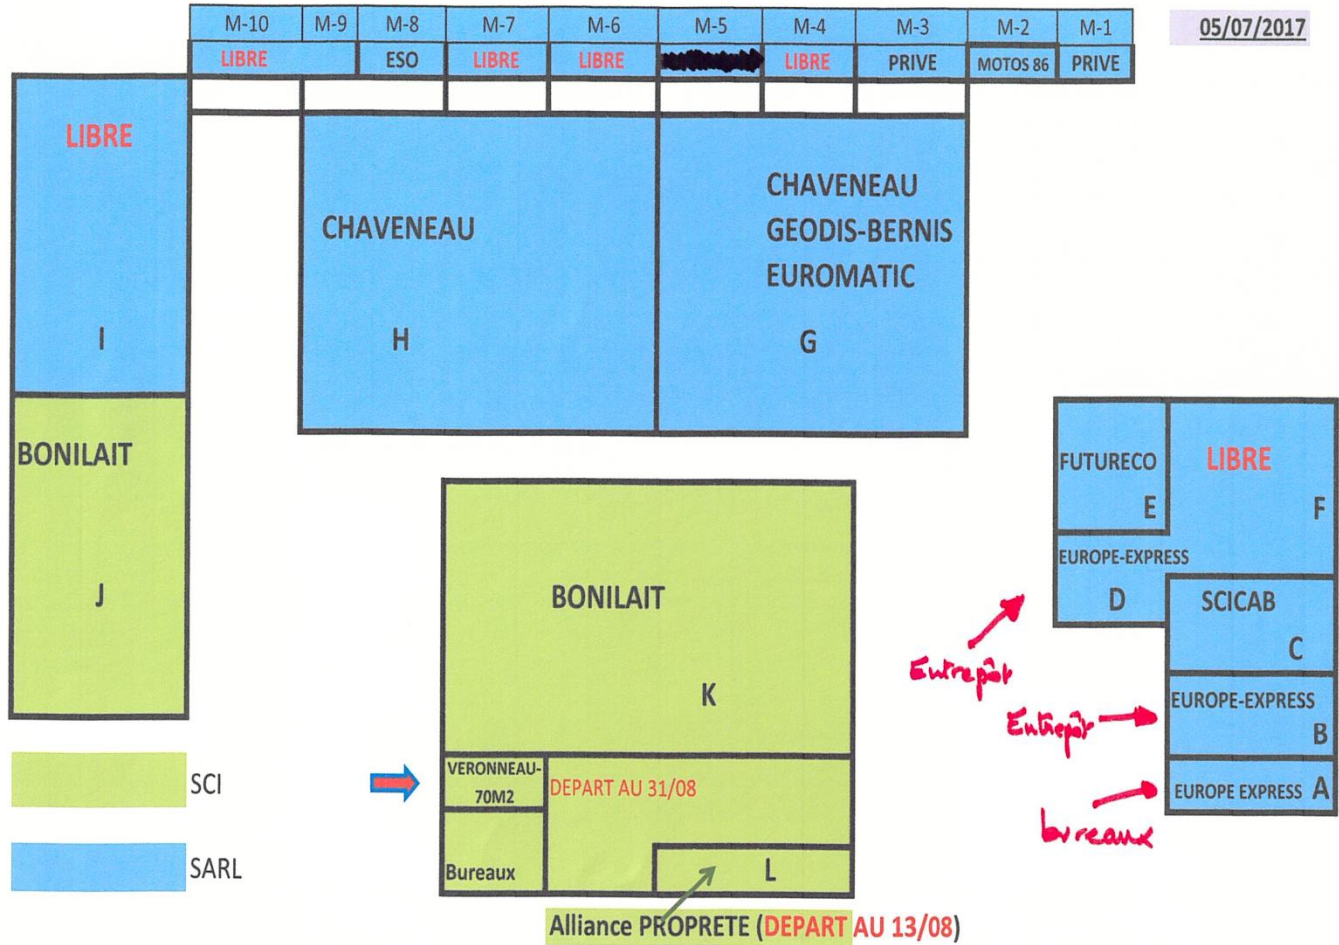 M-10 M-9 M-8 M-7 M-6 M-5 M-4 M-3 M-2 M-1
05/07/2017
LIBRE ESO LIBRE LIBRE LIBRE PRIVE MOTOS 86 PRIVE
LIBRE
I
CHAVENEAU
H
CHAVENEAU
GEODIS-BERNIS
EUROMATIC
G
BONILAIT
J
FUTURECO
E
LIBRE
F
EUROPE-EXPRESS
D
SCICAB
C
BONILAIT
K
Entrepôt
Entrepôt
EUROPE-EXPRESS
B
bureaux
EUROPE EXPRESS A
SCI
SARL
VERONNEAU-
70M2
DEPART AU 31/08
Bureaux
L
Alliance PROPRETE (DEPART AU 13/08)